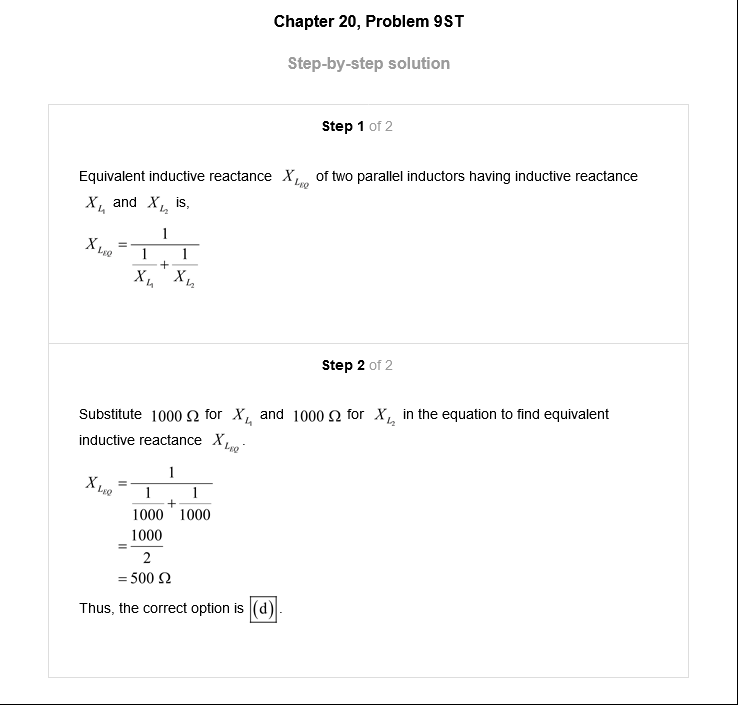 Chapter 20, Problem 9ST
Step-by-step solution
Step 1 of 2
Equivalent inductive reactance $X_{L_{EQ}}$ of two parallel inductors having inductive reactance
$X_{L_1}$ and $X_{L_2}$ is,
$X_{L_{EQ}} = \frac{1}{\frac{1}{X_{L_1}} + \frac{1}{X_{L_2}}}$
Step 2 of 2
Substitute 1000 Ω for $X_{L_1}$ and 1000 Ω for $X_{L_2}$ in the equation to find equivalent
inductive reactance $X_{L_{EQ}}$.
$X_{L_{EQ}} = \frac{1}{\frac{1}{1000} + \frac{1}{1000}}$
$= \frac{1000}{2}$
= 500 Ω
Thus, the correct option is (d).